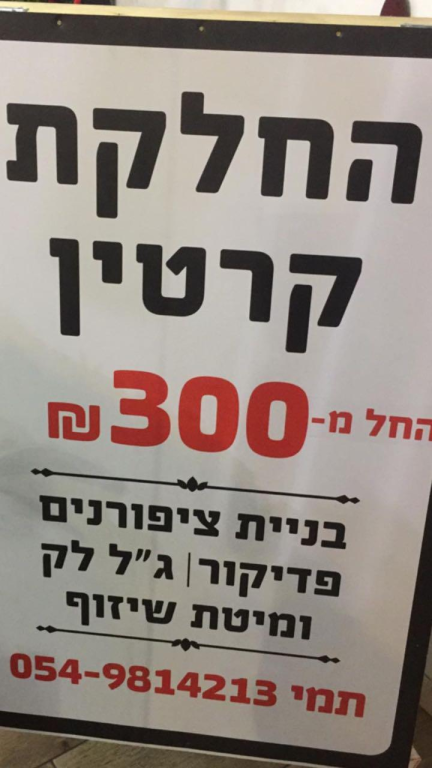 החלקת
קרטין
החל מ-300 ₪
בניית ציפורנים
פדיקור | ג״ל לק
ומיטת שיזוף
תמי 054-9814213